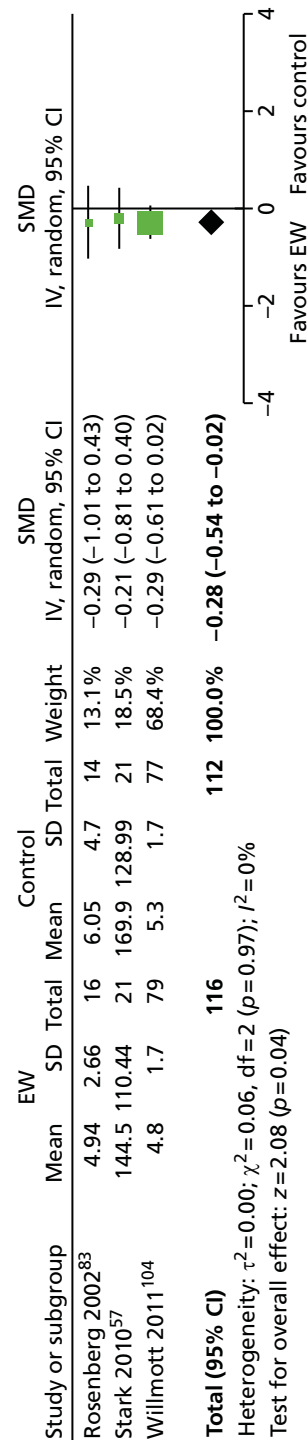 EW Control SMD SMD
Study or subgroup Mean SD Total Mean SD Total Weight IV, random, 95% CI IV, random, 95% CI
Rosenberg 2002⁸³ 4.94 2.66 16 6.05 4.7 14 13.1% −0.29 (−1.01 to 0.43)
Stark 2010⁵⁷ 144.5 110.44 21 169.9 128.99 21 18.5% −0.21 (−0.81 to 0.40)
Willmott 2011¹⁰⁴ 4.8 1.7 79 5.3 1.7 77 68.4% −0.29 (−0.61 to 0.02)
Total (95% CI) 116 112 100.0% −0.28 (−0.54 to −0.02)
Heterogeneity: τ²=0.00; χ²=0.06, df=2 (p=0.97); I²=0%
Test for overall effect: z=2.08 (p=0.04)
−4 −2 0 2 4
Favours EW Favours control